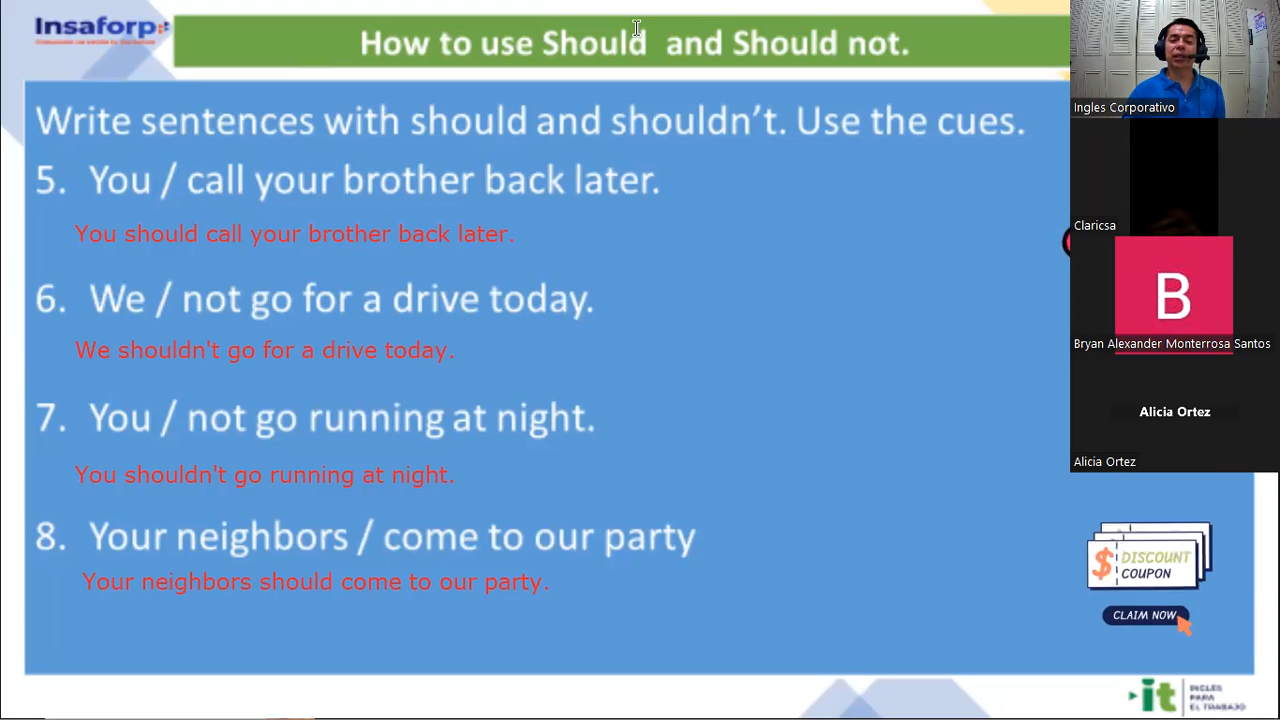 Insaforp
How to use Should and Should not.
Write sentences with should and shouldn't. Use the cues.
5. You / call your brother back later.
You should call your brother back later.
6. We / not go for a drive today.
We shouldn't go for a drive today.
7. You / not go running at night.
You shouldn't go running at night.
8. Your neighbors / come to our party
Your neighbors should come to our party.
Ingles Corporativo
Claricsa
B
Bryan Alexander Monterrosa Santos
Alicia Ortez
Alicia Ortez
$ DISCOUNT
COUPON
CLAIM NOW
it
INGLÉS
PARA
EL TRABAJO